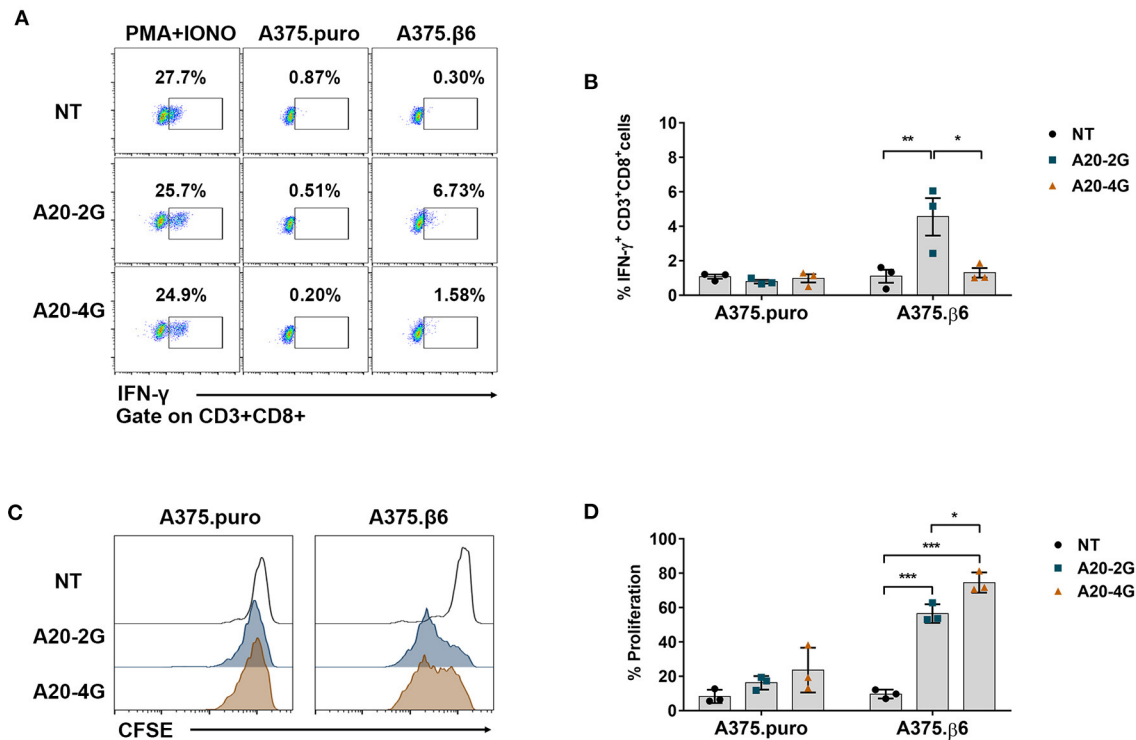 A
PMA+IONO A375.puro A375.β6
NT 27.7% 0.87% 0.30%
A20-2G 25.7% 0.51% 6.73%
A20-4G 24.9% 0.20% 1.58%
IFN-γ
Gate on CD3+CD8+
B
% IFN-γ+ CD3+CD8+cells
10
8
6
4
2
0
** *
A375.puro A375.β6
NT
A20-2G
A20-4G
C
A375.puro A375.β6
NT
A20-2G
A20-4G
CFSE
D
% Proliferation
100
80
60
40
20
0
*
***
***
A375.puro A375.β6
NT
A20-2G
A20-4G